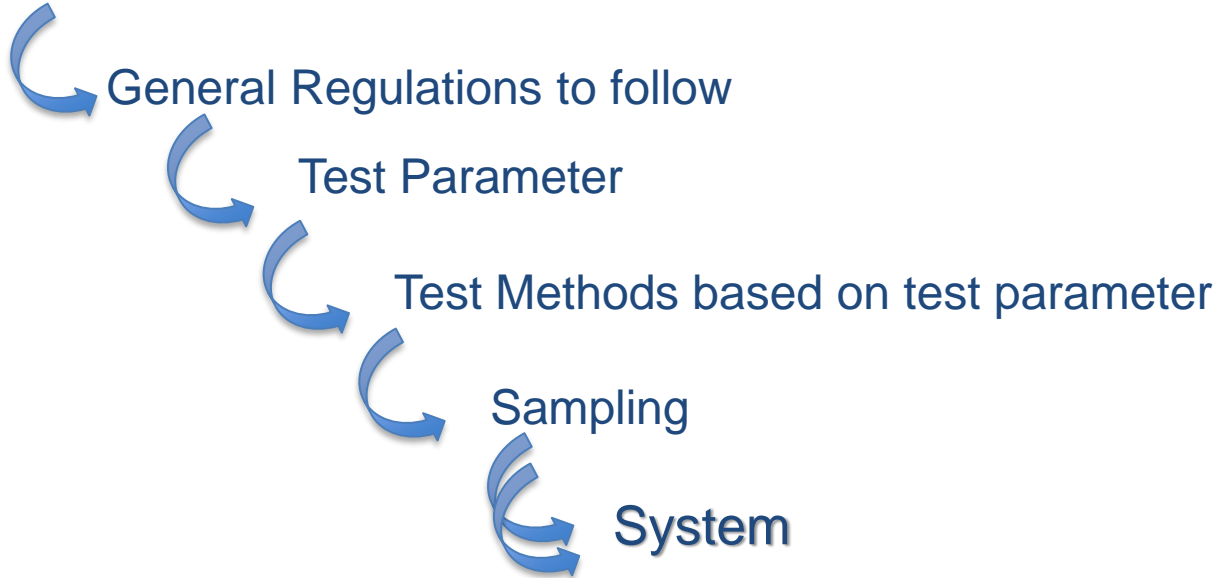 General Regulations to follow
Test Parameter
Test Methods based on test parameter
Sampling
System